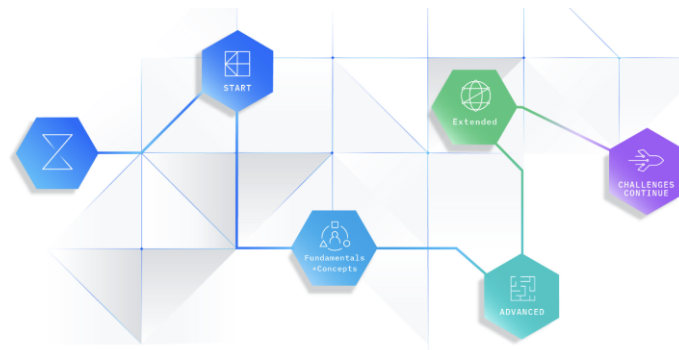 START
Extended
CHALLENGES
CONTINUE
Fundamentals
+Concepts
ADVANCED